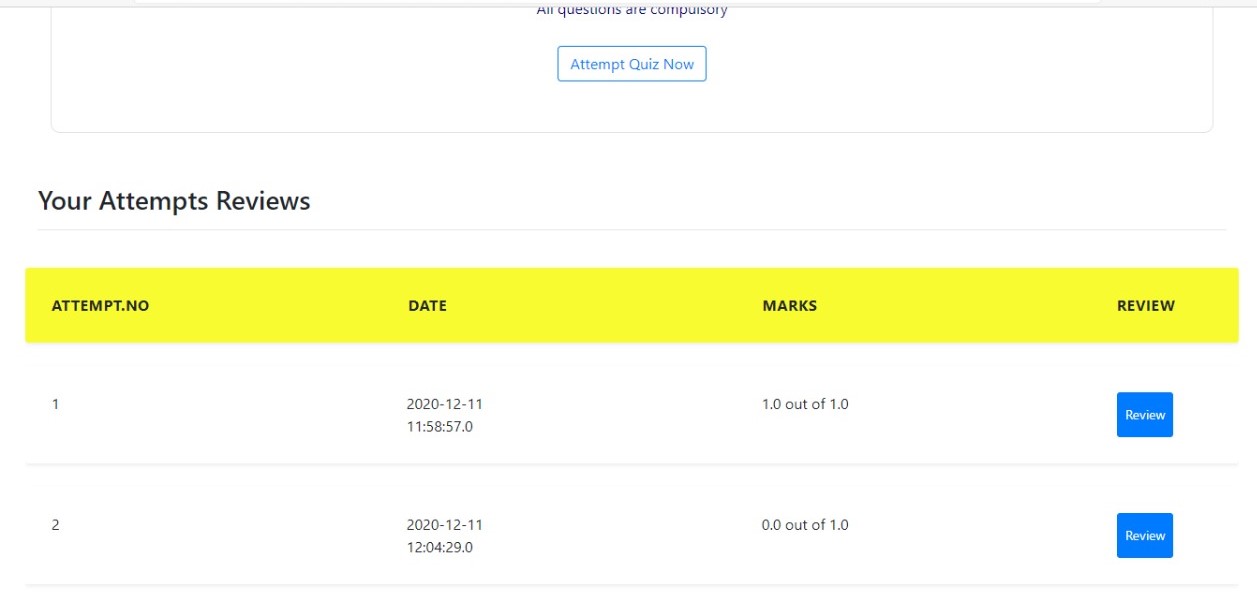 All questions are compulsory
Attempt Quiz Now
Your Attempts Reviews
ATTEMPT.NO DATE MARKS REVIEW
1 2020-12-11 1.0 out of 1.0 Review
11:58:57.0
2 2020-12-11 0.0 out of 1.0 Review
12:04:29.0